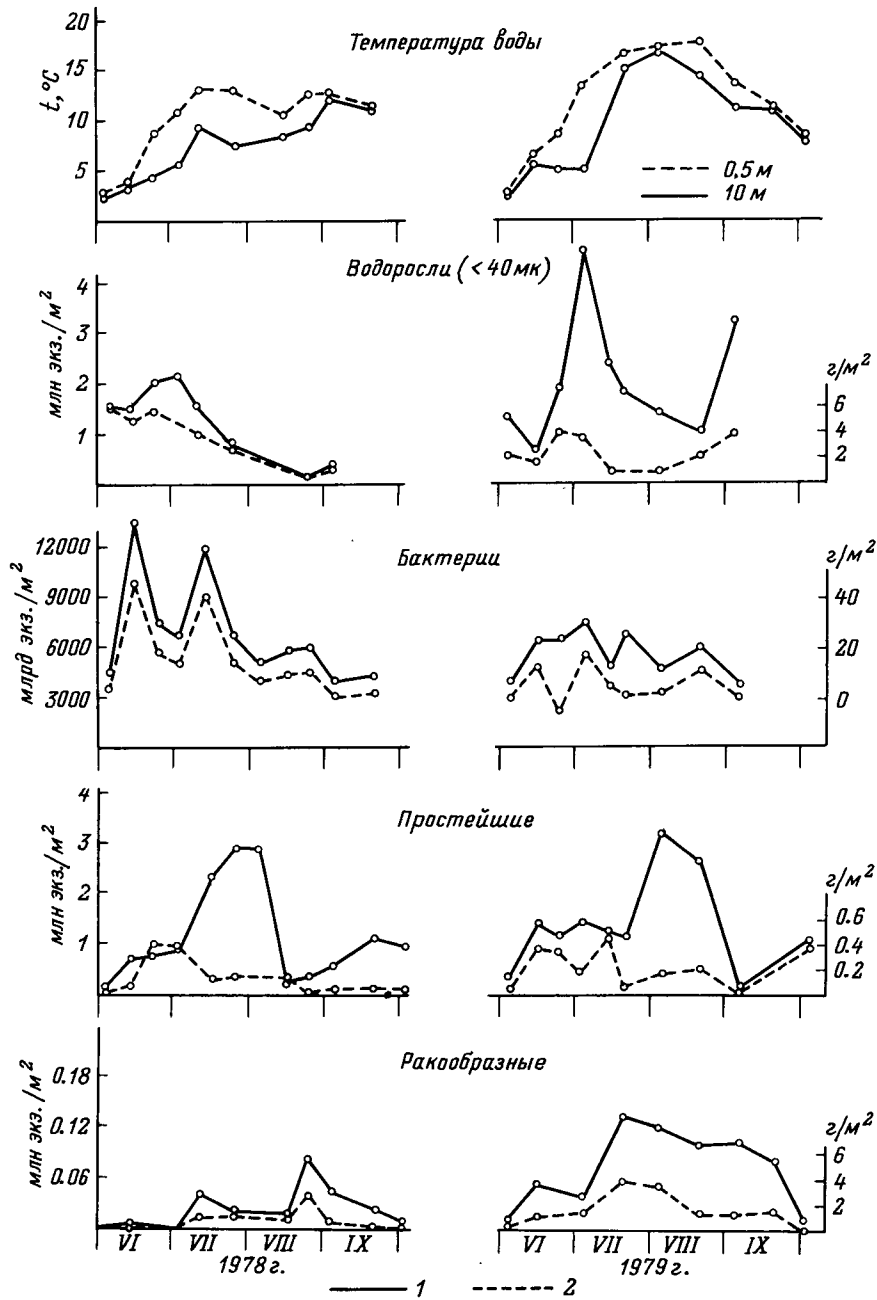 Температура воды
t, °C
20
15
10
5
0,5 м
10 м
Водоросли (<40 мк)
млн экз./м²
4
3
2
1
г/м²
6
4
2
Бактерии
млрд экз./м²
12000
9000
6000
3000
г/м²
40
20
0
Простейшие
млн экз./м²
4
3
2
1
г/м²
0.6
0.4
0.2
Ракообразные
млн экз./м²
0.18
0.12
0.06
г/м²
6
4
2
VI VII VIII IX VI VII VIII IX
1978 г. 1979 г.
1 2